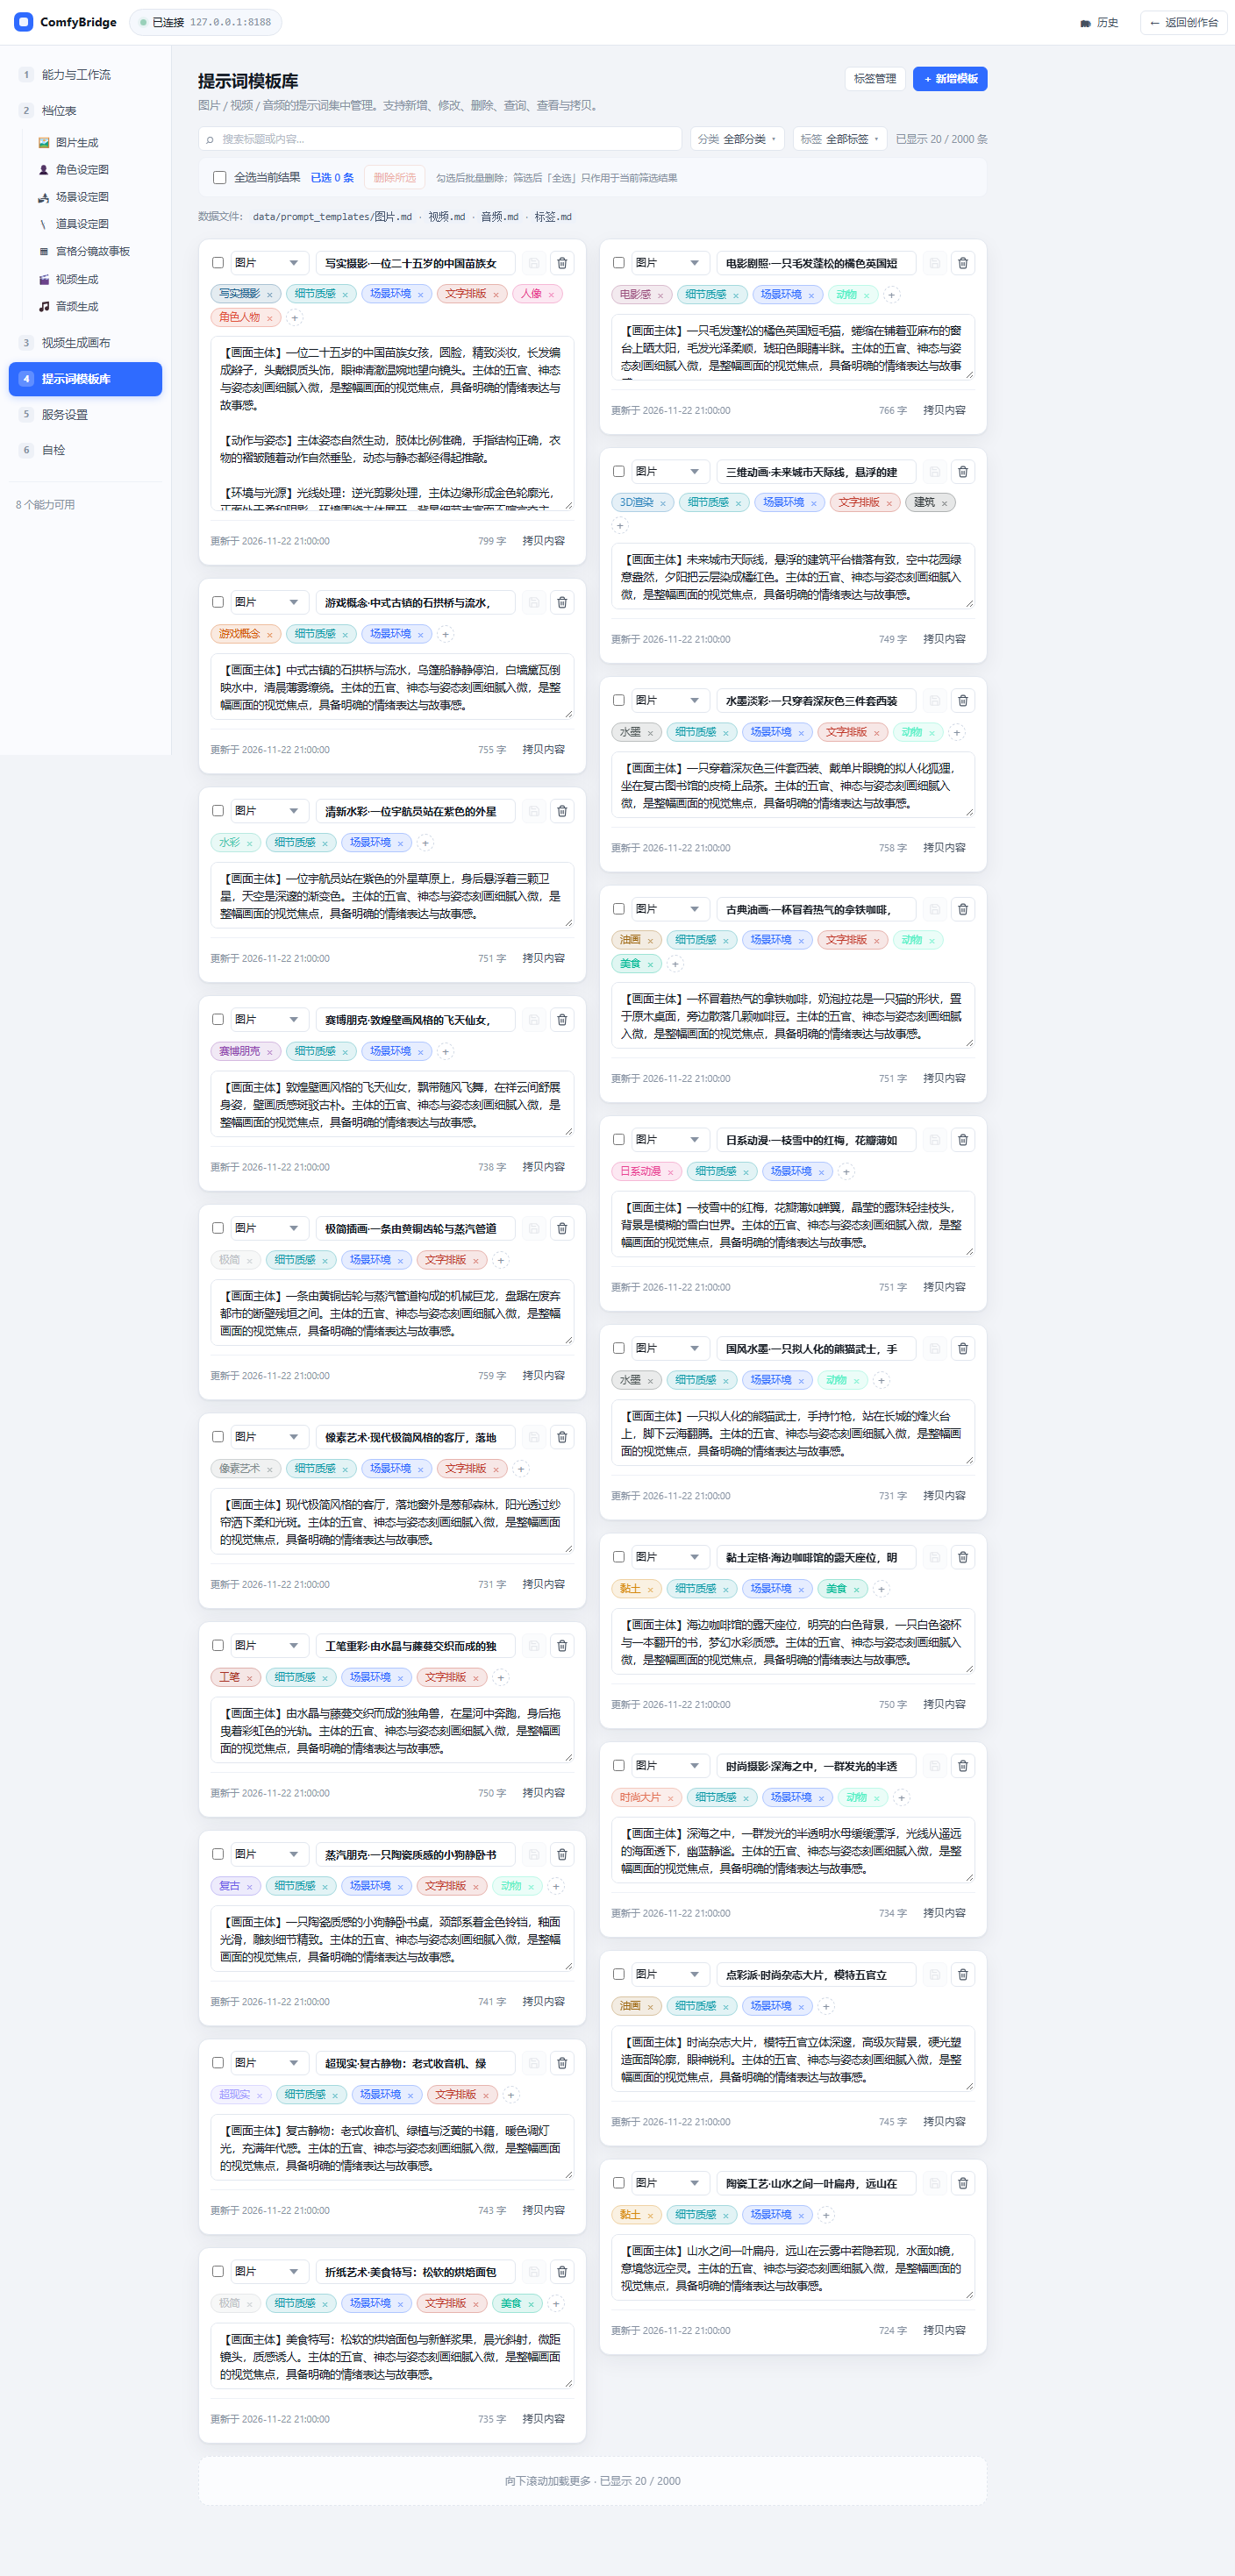 ComfyBridge
已连接 127.0.0.1:8188
历史
← 返回创作台
1 能力与工作流
2 档位表
图片生成
角色设定图
场景设定图
道具设定图
宫格分镜故事板
视频生成
音频生成
3 视频生成画布
4 提示词模板库
5 服务设置
6 自检
8 个能力可用
提示词模板库
标签管理
+ 新增模板
图片 / 视频 / 音频的提示词集中管理。支持新增、修改、删除、查询、查看与拷贝。
搜索标题或内容...
分类 全部分类
标签 全部标签
已显示 20 / 2000 条
全选当前结果 已选 0 条 删除所选 勾选后批量删除；筛选后「全选」只作用于当前筛选结果
数据文件： data/prompt_templates/图片.md · 视频.md · 音频.md · 标签.md
图片 写实摄影·一位二十五岁的中国苗族女
写实摄影 × 细节质感 × 场景环境 × 文字排版 × 人像 ×
角色人物 × +
【画面主体】一位二十五岁的中国苗族女孩，圆脸，精致淡妆，长发编
成辫子，头戴银质头饰，眼神清澈温婉地望向镜头。主体的五官、神态
与姿态刻画细腻入微，是整幅画面的视觉焦点，具备明确的情绪表达与
故事感。
【动作与姿态】主体姿态自然生动，肢体比例准确，手指结构正确，衣
物的褶皱随着动作自然垂坠，动态与静态都经得起推敲。
【环境与光源】光线处理：逆光剪影处理，主体边缘形成金色轮廓光，
更新于 2026-11-22 21:00:00 799 字 拷贝内容
图片 游戏概念·中式古镇的石拱桥与流水，
游戏概念 × 细节质感 × 场景环境 × +
【画面主体】中式古镇的石拱桥与流水，乌篷船静静停泊，白墙黛瓦倒
映水中，清晨薄雾缭绕。主体的五官、神态与姿态刻画细腻入微，是整
幅画面的视觉焦点，具备明确的情绪表达与故事感。
更新于 2026-11-22 21:00:00 755 字 拷贝内容
图片 清新水彩·一位宇航员站在紫色的外星
水彩 × 细节质感 × 场景环境 × +
【画面主体】一位宇航员站在紫色的外星草原上，身后悬浮着三颗卫
星，天空是深邃的渐变色。主体的五官、神态与姿态刻画细腻入微，是
整幅画面的视觉焦点，具备明确的情绪表达与故事感。
更新于 2026-11-22 21:00:00 751 字 拷贝内容
图片 赛博朋克·敦煌壁画风格的飞天仙女，
赛博朋克 × 细节质感 × 场景环境 × +
【画面主体】敦煌壁画风格的飞天仙女，飘带随风飞舞，在祥云间舒展
身姿，壁画质感斑驳古朴。主体的五官、神态与姿态刻画细腻入微，是
整幅画面的视觉焦点，具备明确的情绪表达与故事感。
更新于 2026-11-22 21:00:00 738 字 拷贝内容
图片 极简插画·一条由黄铜齿轮与蒸汽管道
极简 × 细节质感 × 场景环境 × 文字排版 × +
【画面主体】一条由黄铜齿轮与蒸汽管道构成的机械巨龙，盘踞在废弃
都市的断壁残垣之间。主体的五官、神态与姿态刻画细腻入微，是整幅
画面的视觉焦点，具备明确的情绪表达与故事感。
更新于 2026-11-22 21:00:00 759 字 拷贝内容
图片 像素艺术·现代极简风格的客厅，落地
像素艺术 × 细节质感 × 场景环境 × 文字排版 × +
【画面主体】现代极简风格的客厅，落地窗外是葱郁森林，阳光透过纱
帘洒下柔和光斑。主体的五官、神态与姿态刻画细腻入微，是整幅画面
的视觉焦点，具备明确的情绪表达与故事感。
更新于 2026-11-22 21:00:00 731 字 拷贝内容
图片 工笔重彩·由水晶与藤蔓交织而成的独
工笔 × 细节质感 × 场景环境 × 文字排版 × +
【画面主体】由水晶与藤蔓交织而成的独角兽，在星河中奔跑，身后拖
曳着彩虹色的光轨。主体的五官、神态与姿态刻画细腻入微，是整幅画
面的视觉焦点，具备明确的情绪表达与故事感。
更新于 2026-11-22 21:00:00 750 字 拷贝内容
图片 蒸汽朋克·一只陶瓷质感的小狗静卧书
复古 × 细节质感 × 场景环境 × 文字排版 × 动物 × +
【画面主体】一只陶瓷质感的小狗静卧书桌，颈部系着金色铃铛，釉面
光滑，雕刻细节精致。主体的五官、神态与姿态刻画细腻入微，是整幅
画面的视觉焦点，具备明确的情绪表达与故事感。
更新于 2026-11-22 21:00:00 741 字 拷贝内容
图片 超现实·复古静物：老式收音机、绿
超现实 × 细节质感 × 场景环境 × 文字排版 × +
【画面主体】复古静物：老式收音机、绿植与泛黄的书籍，暖色调灯
光，充满年代感。主体的五官、神态与姿态刻画细腻入微，是整幅画面
的视觉焦点，具备明确的情绪表达与故事感。
更新于 2026-11-22 21:00:00 743 字 拷贝内容
图片 折纸艺术·美食特写：松软的烘焙面包
极简 × 细节质感 × 场景环境 × 文字排版 × 美食 × +
【画面主体】美食特写：松软的烘焙面包与新鲜浆果，晨光斜射，微距
镜头，质感诱人。主体的五官、神态与姿态刻画细腻入微，是整幅画面
的视觉焦点，具备明确的情绪表达与故事感。
更新于 2026-11-22 21:00:00 735 字 拷贝内容
图片 电影剧照·一只毛发蓬松的橘色英国短
电影感 × 细节质感 × 场景环境 × 动物 × +
【画面主体】一只毛发蓬松的橘色英国短毛猫，蜷缩在铺着亚麻布的窗
台上晒太阳，毛发光泽柔顺，琥珀色眼睛半眯。主体的五官、神态与姿
态刻画细腻入微，是整幅画面的视觉焦点，具备明确的情绪表达与故事
更新于 2026-11-22 21:00:00 766 字 拷贝内容
图片 三维动画·未来城市天际线，悬浮的建
3D渲染 × 细节质感 × 场景环境 × 文字排版 × 建筑 ×
+
【画面主体】未来城市天际线，悬浮的建筑平台错落有致，空中花园绿
意盎然，夕阳把云层染成橘红色。主体的五官、神态与姿态刻画细腻入
微，是整幅画面的视觉焦点，具备明确的情绪表达与故事感。
更新于 2026-11-22 21:00:00 749 字 拷贝内容
图片 水墨淡彩·一只穿着深灰色三件套西装
水墨 × 细节质感 × 场景环境 × 文字排版 × 动物 × +
【画面主体】一只穿着深灰色三件套西装、戴单片眼镜的拟人化狐狸，
坐在复古图书馆的皮椅上品茶。主体的五官、神态与姿态刻画细腻入
微，是整幅画面的视觉焦点，具备明确的情绪表达与故事感。
更新于 2026-11-22 21:00:00 758 字 拷贝内容
图片 古典油画·一杯冒着热气的拿铁咖啡，
油画 × 细节质感 × 场景环境 × 文字排版 × 动物 ×
美食 × +
【画面主体】一杯冒着热气的拿铁咖啡，奶泡拉花是一只猫的形状，置
于原木桌面，旁边散落几颗咖啡豆。主体的五官、神态与姿态刻画细腻
入微，是整幅画面的视觉焦点，具备明确的情绪表达与故事感。
更新于 2026-11-22 21:00:00 751 字 拷贝内容
图片 日系动漫·一枝雪中的红梅，花瓣薄如
日系动漫 × 细节质感 × 场景环境 × +
【画面主体】一枝雪中的红梅，花瓣薄如蝉翼，晶莹的露珠轻挂枝头，
背景是模糊的雪白世界。主体的五官、神态与姿态刻画细腻入微，是整
幅画面的视觉焦点，具备明确的情绪表达与故事感。
更新于 2026-11-22 21:00:00 751 字 拷贝内容
图片 国风水墨·一只拟人化的熊猫武士，手
水墨 × 细节质感 × 场景环境 × 动物 × +
【画面主体】一只拟人化的熊猫武士，手持竹枪，站在长城的烽火台
上，脚下云海翻腾。主体的五官、神态与姿态刻画细腻入微，是整幅画
面的视觉焦点，具备明确的情绪表达与故事感。
更新于 2026-11-22 21:00:00 731 字 拷贝内容
图片 黏土定格·海边咖啡馆的露天座位，明
黏土 × 细节质感 × 场景环境 × 美食 × +
【画面主体】海边咖啡馆的露天座位，明亮的白色背景，一只白色瓷杯
与一本翻开的书，梦幻水彩质感。主体的五官、神态与姿态刻画细腻入
微，是整幅画面的视觉焦点，具备明确的情绪表达与故事感。
更新于 2026-11-22 21:00:00 750 字 拷贝内容
图片 时尚摄影·深海之中，一群发光的半透
时尚大片 × 细节质感 × 场景环境 × 动物 × +
【画面主体】深海之中，一群发光的半透明水母缓缓漂浮，光线从遥远
的海面透下，幽蓝静谧。主体的五官、神态与姿态刻画细腻入微，是整
幅画面的视觉焦点，具备明确的情绪表达与故事感。
更新于 2026-11-22 21:00:00 734 字 拷贝内容
图片 点彩派·时尚杂志大片，模特五官立
油画 × 细节质感 × 场景环境 × +
【画面主体】时尚杂志大片，模特五官立体深邃，高级灰背景，硬光塑
造面部轮廓，眼神锐利。主体的五官、神态与姿态刻画细腻入微，是整
幅画面的视觉焦点，具备明确的情绪表达与故事感。
更新于 2026-11-22 21:00:00 745 字 拷贝内容
图片 陶瓷工艺·山水之间一叶扁舟，远山在
黏土 × 细节质感 × 场景环境 × +
【画面主体】山水之间一叶扁舟，远山在云雾中若隐若现，水面如镜，
意境悠远空灵。主体的五官、神态与姿态刻画细腻入微，是整幅画面的
视觉焦点，具备明确的情绪表达与故事感。
更新于 2026-11-22 21:00:00 724 字 拷贝内容
向下滚动加载更多 · 已显示 20 / 2000